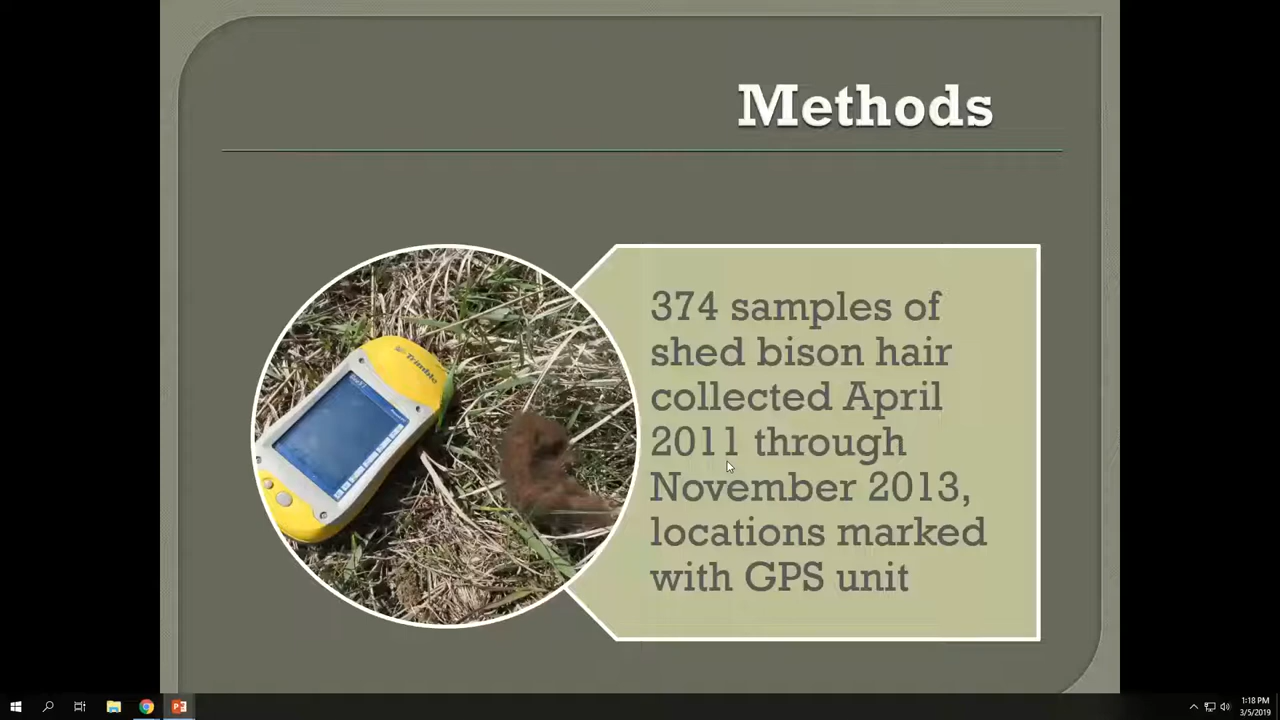 Methods
Trimble
374 samples of
shed bison hair
collected April
2011 through
November 2013,
locations marked
with GPS unit
1:18 PM
3/5/2019